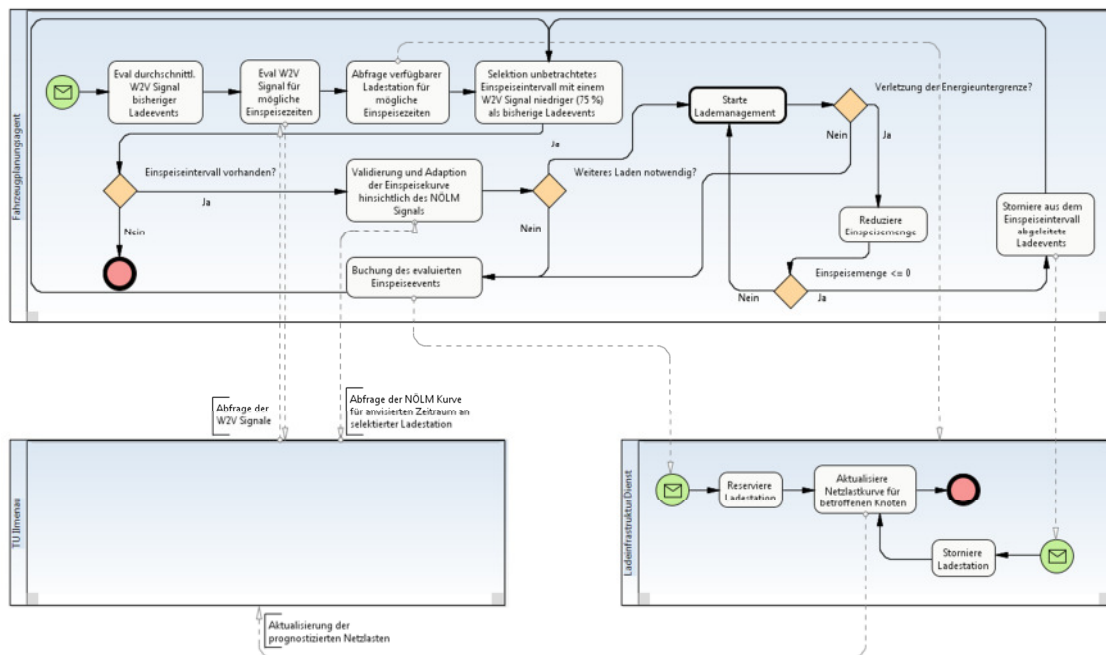 Fahrzeugplanungsagent
Eval durchschnittl.
W2V Signal
bisheriger
Ladeevents
Eval W2V
Signal für
mögliche
Einspeisezeiten
Abfrage verfügbarer
Ladestation für
mögliche
Einspeisezeiten
Selektion unbetrachtetes
Einspeiseintervall mit einem
W2V Signal niedriger (75 %)
als bisherige Ladeevents
Starte
Lademanagement
Verletzung der Energieuntergrenze?
Nein
Ja
Ja
Einspeiseintervall vorhanden?
Ja
Nein
Validierung und Adaption
der Einspeisekurve
hinsichtlich des NÖLM
Signals
Weiteres Laden notwendig?
Nein
Reduziere
Einspeisemenge
Storniere aus dem
Einspeiseintervall
abgeleitete
Ladeevents
Buchung des evaluierten
Einspeiseevents
Einspeisemenge <= 0
Nein
Ja
Abfrage der
W2V Signale
Abfrage der NÖLM Kurve
für anvisierten Zeitraum an
selektierter Ladestation
TU Ilmenau
Ladeinfrastruktur Dienst
Reserviere
Ladestation
Aktualisiere
Netzlastkurve für
betroffenen Knoten
Storniere
Ladestation
Aktualisierung der
prognostizierten Netzlasten